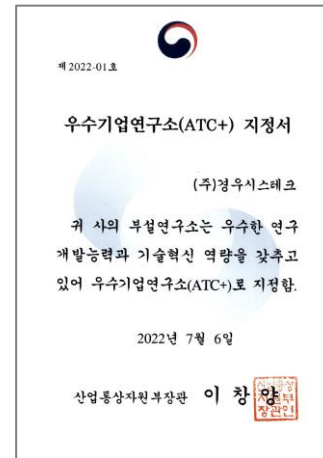 제 2022-01호
우수기업연구소(ATC+) 지정서
(주)경우시스테크
귀 사의 부설연구소는 우수한 연구
개발능력과 기술혁신 역량을 갖추고
있어 우수기업연구소(ATC+)로 지정함.
2022년 7월 6일
산업통상자원부장관 이 창 양